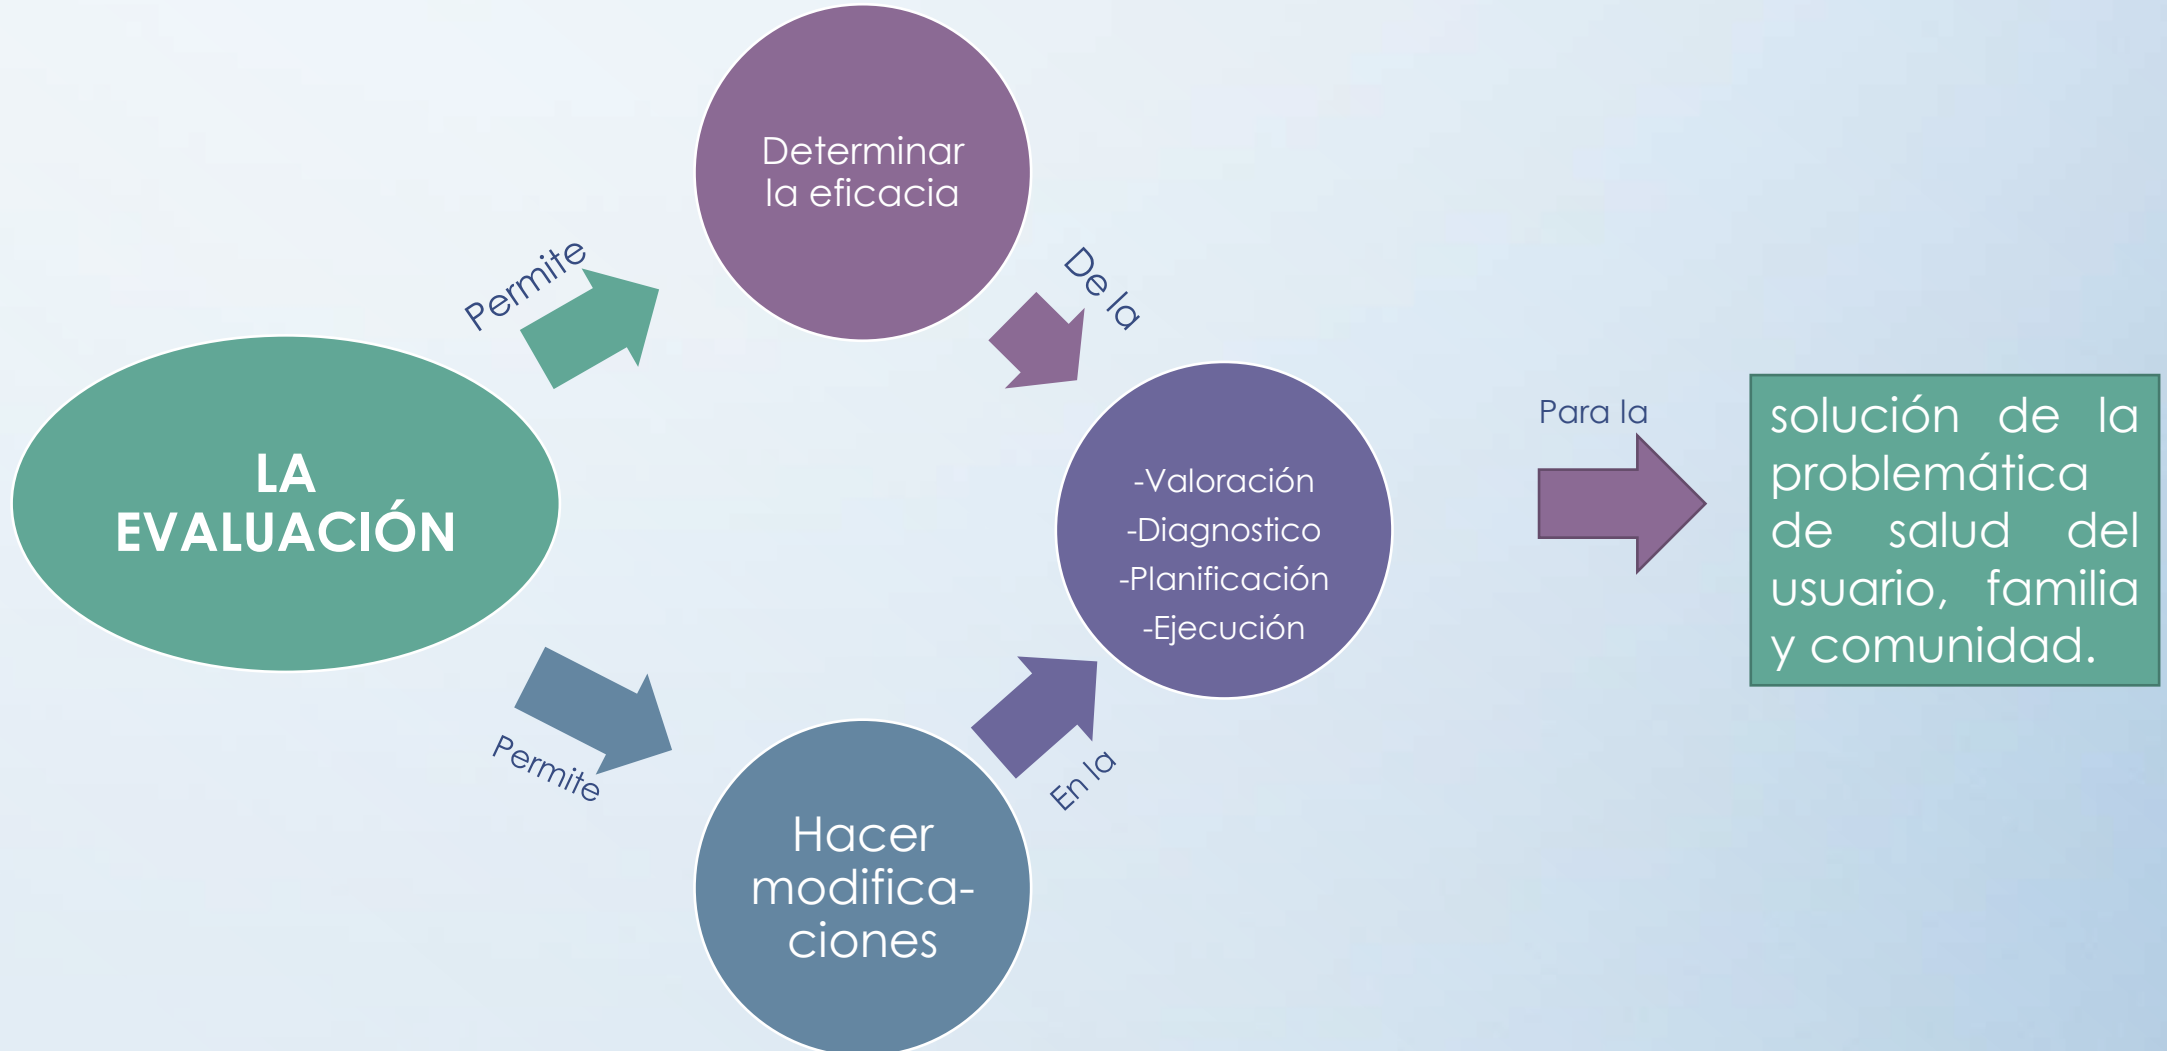 LA
EVALUACIÓN
Permite
Determinar
la eficacia
De la
Permite
Hacer
modifica-
ciones
En la
-Valoración
-Diagnostico
-Planificación
-Ejecución
Para la
solución de la
problemática
de salud del
usuario, familia
y comunidad.